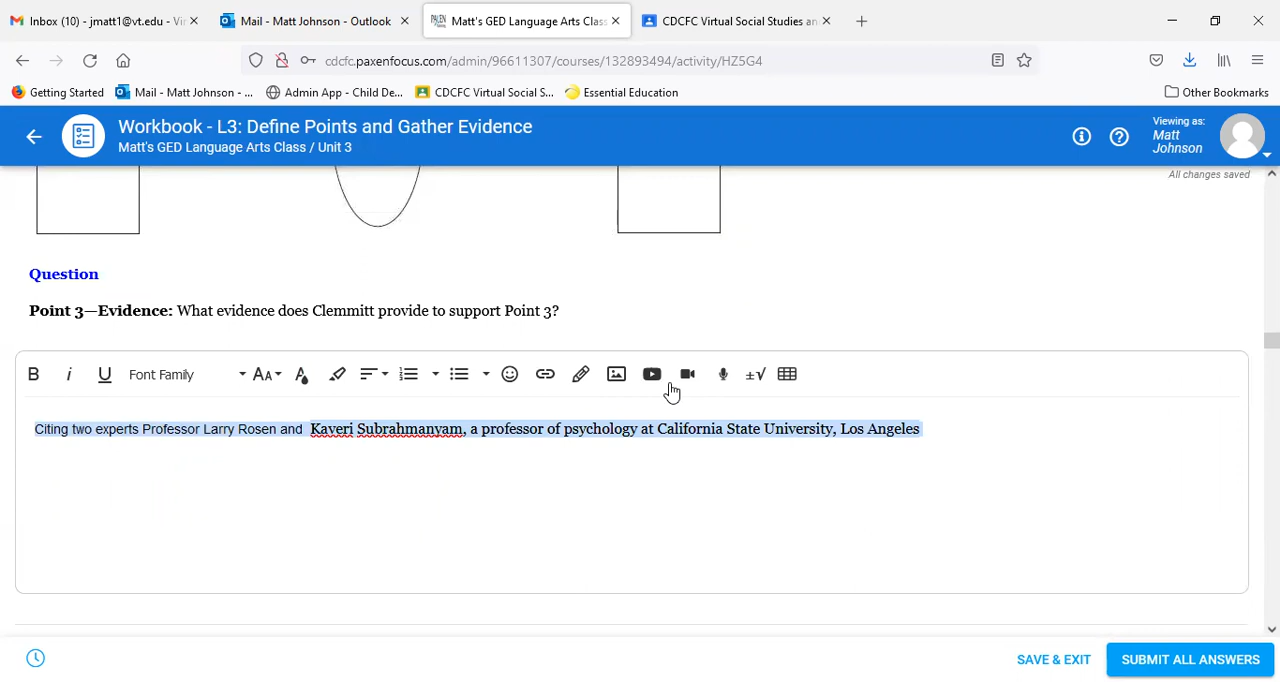 Inbox (10) - jmatt1@vt.edu - Vir
Mail - Matt Johnson - Outlook
Matt's GED Language Arts Class
CDCFC Virtual Social Studies an
cdcfc.paxenfocus.com/admin/96611307/courses/132893494/activity/HZ5G4
Getting Started
Mail - Matt Johnson - ...
Admin App - Child De...
CDCFC Virtual Social S...
Essential Education
Other Bookmarks
Workbook - L3: Define Points and Gather Evidence
Matt's GED Language Arts Class / Unit 3
Viewing as:
Matt
Johnson
All changes saved
Question
Point 3—Evidence: What evidence does Clemmitt provide to support Point 3?
B i U Font Family AA A ±√
Citing two experts Professor Larry Rosen and Kaveri Subrahmanyam, a professor of psychology at California State University, Los Angeles
SAVE & EXIT
SUBMIT ALL ANSWERS